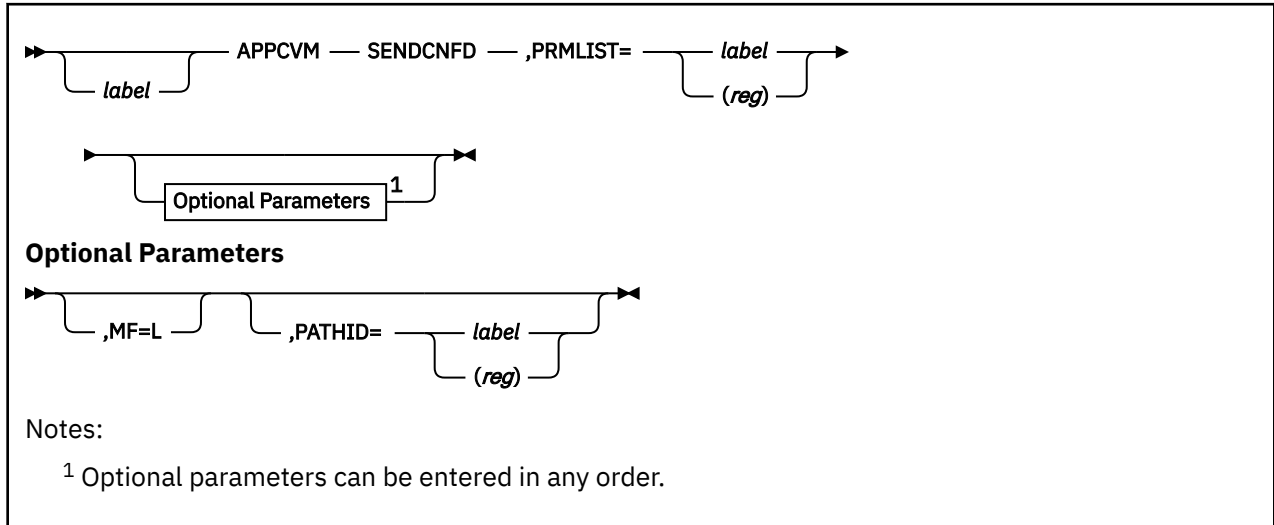 APPCVM SENDCNFD ,PRMLIST= label
label (reg)
Optional Parameters 1
Optional Parameters
,MF=L ,PATHID= label
(reg)
Notes:
1 Optional parameters can be entered in any order.